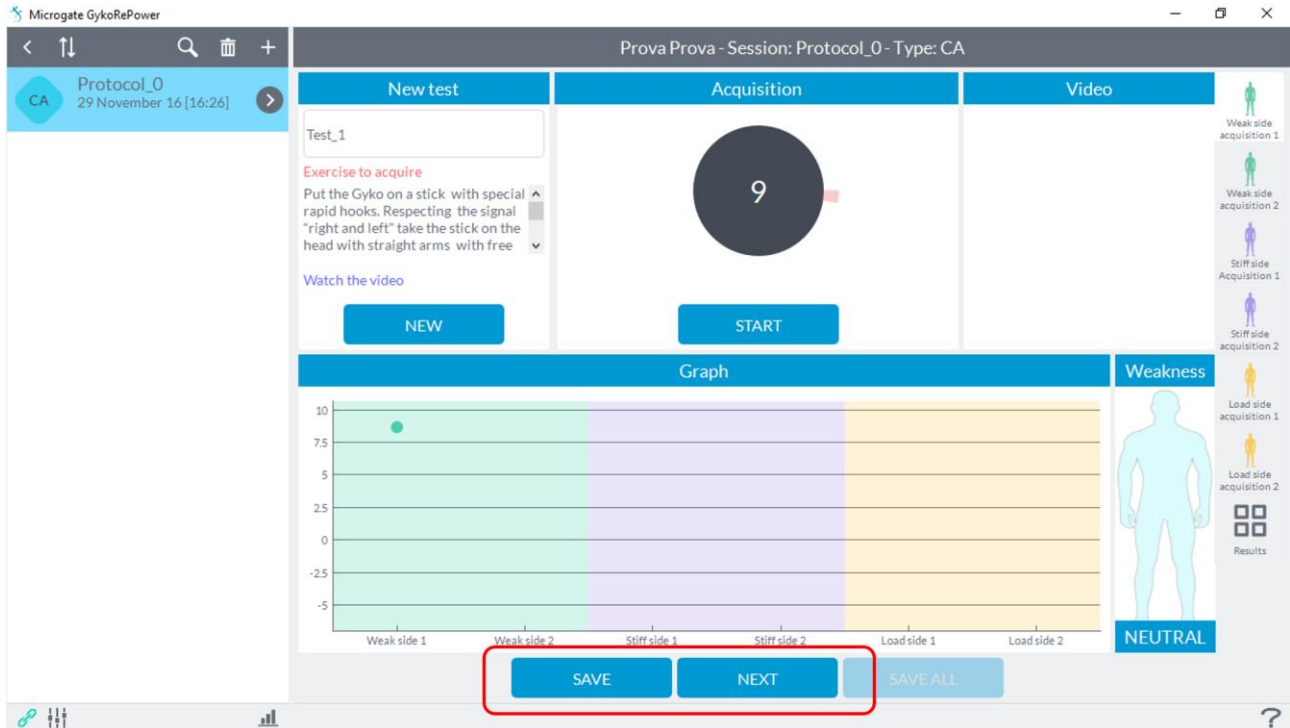 Microgate GykoRePower
Prova Prova - Session: Protocol_0 - Type: CA
CA
Protocol_0
29 November 16 [16:26]
New test
Test_1
Exercise to acquire
Put the Gyko on a stick with special
rapid hooks. Respecting the signal
"right and left" take the stick on the
head with straight arms with free
Watch the video
NEW
Acquisition
9
START
Video
Graph
10
7.5
5
2.5
0
-2.5
-5
Weak side 1
Weak side 2
Stiff side 1
Stiff side 2
Load side 1
Load side 2
Weakness
NEUTRAL
Weak side
acquisition 1
Weak side
acquisition 2
Stiff side
Acquisition 1
Stiff side
acquisition 2
Load side
acquisition 1
Load side
acquisition 2
Results
SAVE
NEXT
SAVE ALL
?